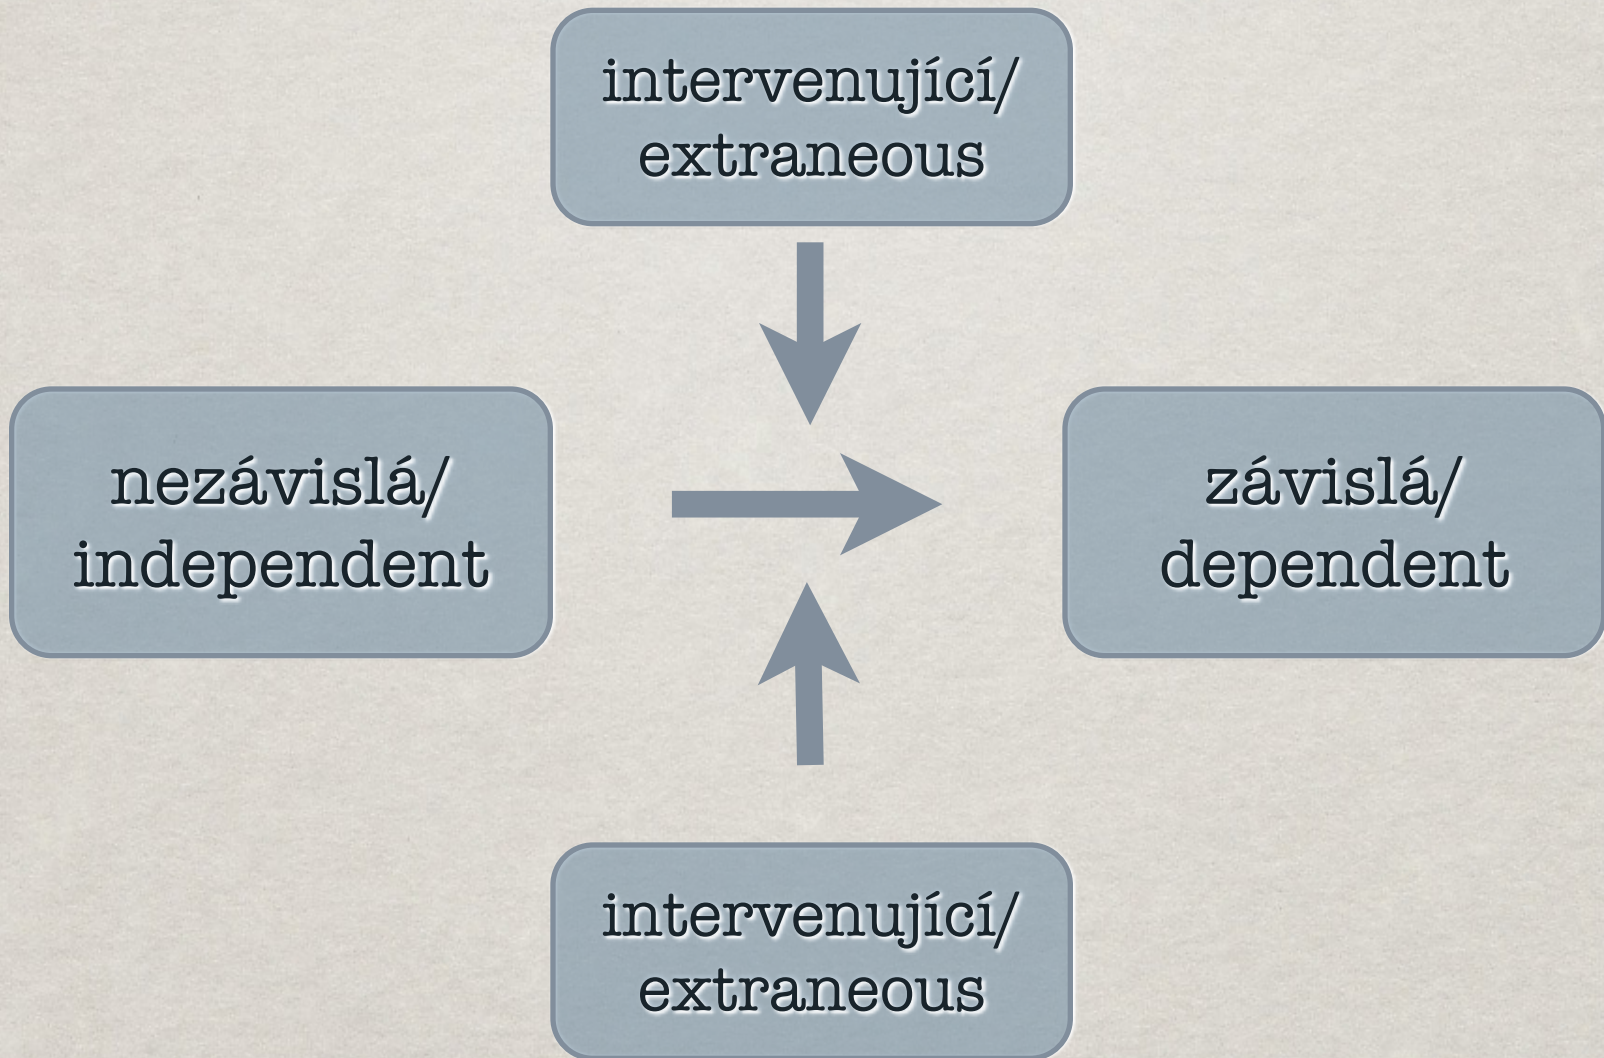 intervenující/
extraneous
nezávislá/
independent
závislá/
dependent
intervenující/
extraneous